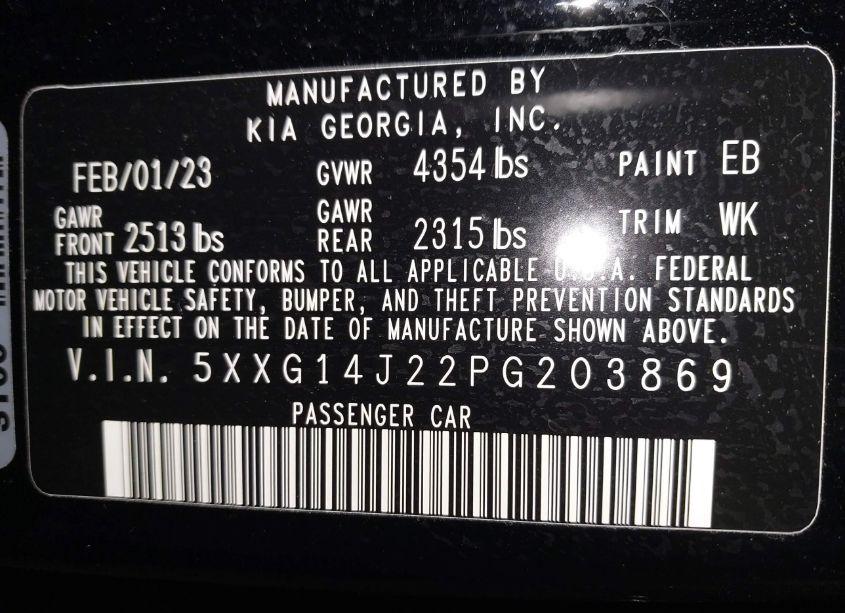 MANUFACTURED BY
KIA GEORGIA, INC.
FEB/01/23 GVWR 4354 lbs PAINT EB
GAWR FRONT 2513 lbs GAWR REAR 2315 lbs TRIM WK
THIS VEHICLE CONFORMS TO ALL APPLICABLE U.S.A. FEDERAL
MOTOR VEHICLE SAFETY, BUMPER, AND THEFT PREVENTION STANDARDS
IN EFFECT ON THE DATE OF MANUFACTURE SHOWN ABOVE.
V.I.N. 5XXG14J22PG203869
PASSENGER CAR